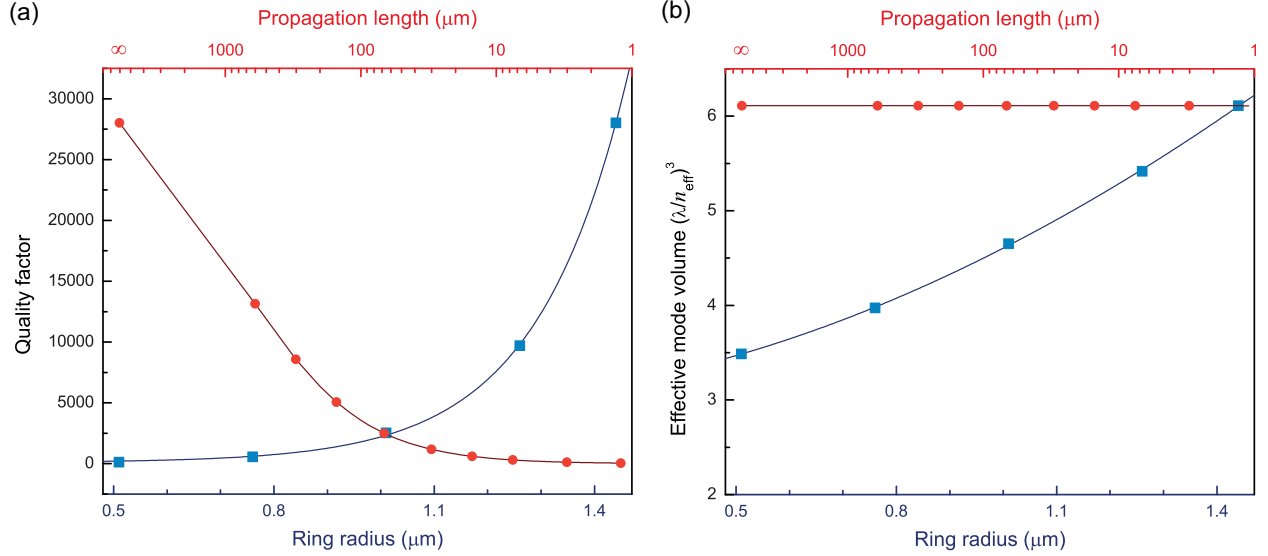 (a)
Propagation length (μm)
∞ 1000 100 10 1
30000
25000
20000
15000
10000
5000
0
Quality factor
0.5 0.8 1.1 1.4
Ring radius (μm)
(b)
Propagation length (μm)
∞ 1000 100 10 1
6
5
4
3
2
Effective mode volume (λ/n_eff)^3
0.5 0.8 1.1 1.4
Ring radius (μm)